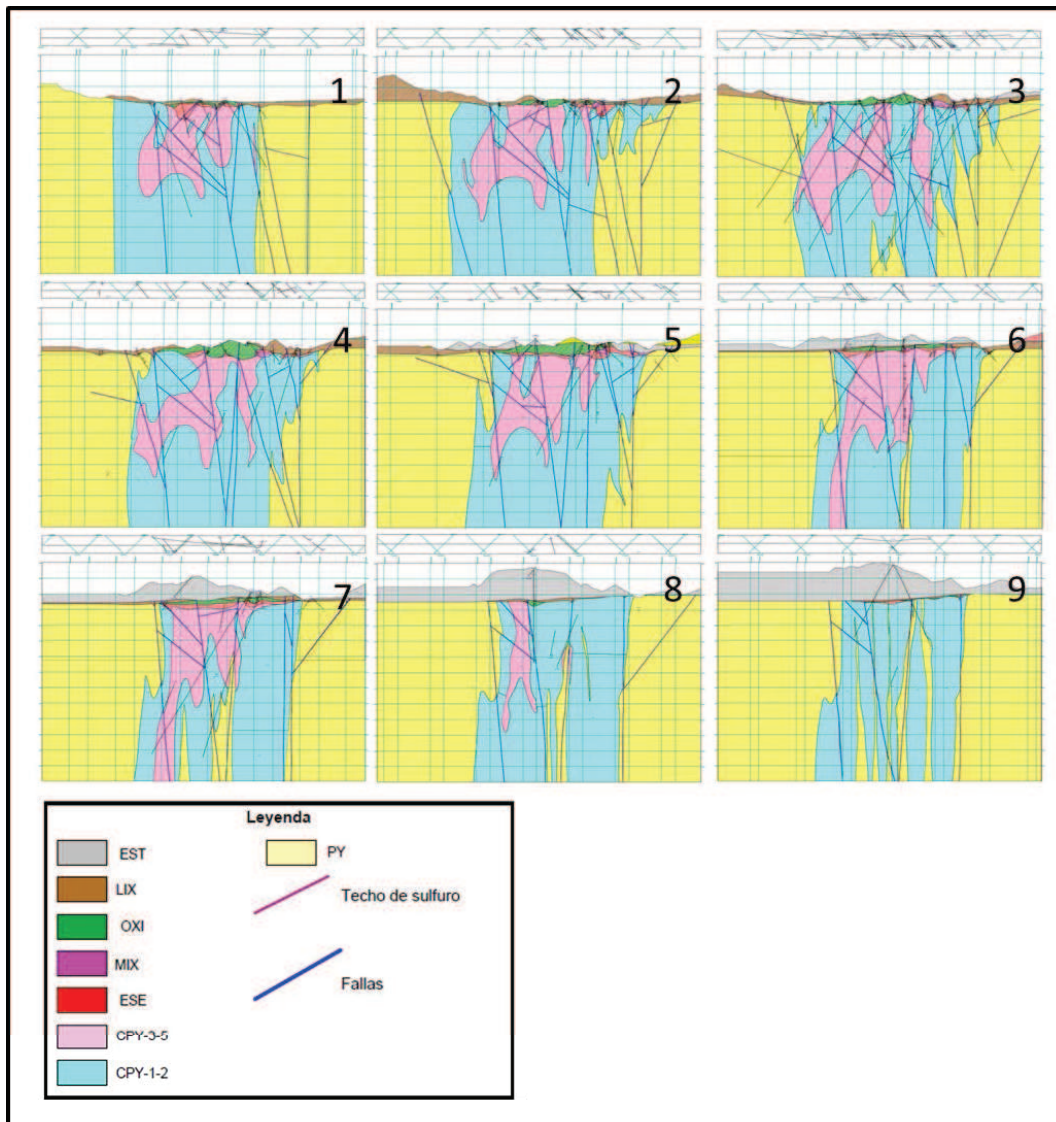 1
2
3
4
5
6
7
8
9
Leyenda
EST
PY
LIX
Techo de sulfuro
OXI
MIX
Fallas
ESE
CPY-3-5
CPY-1-2